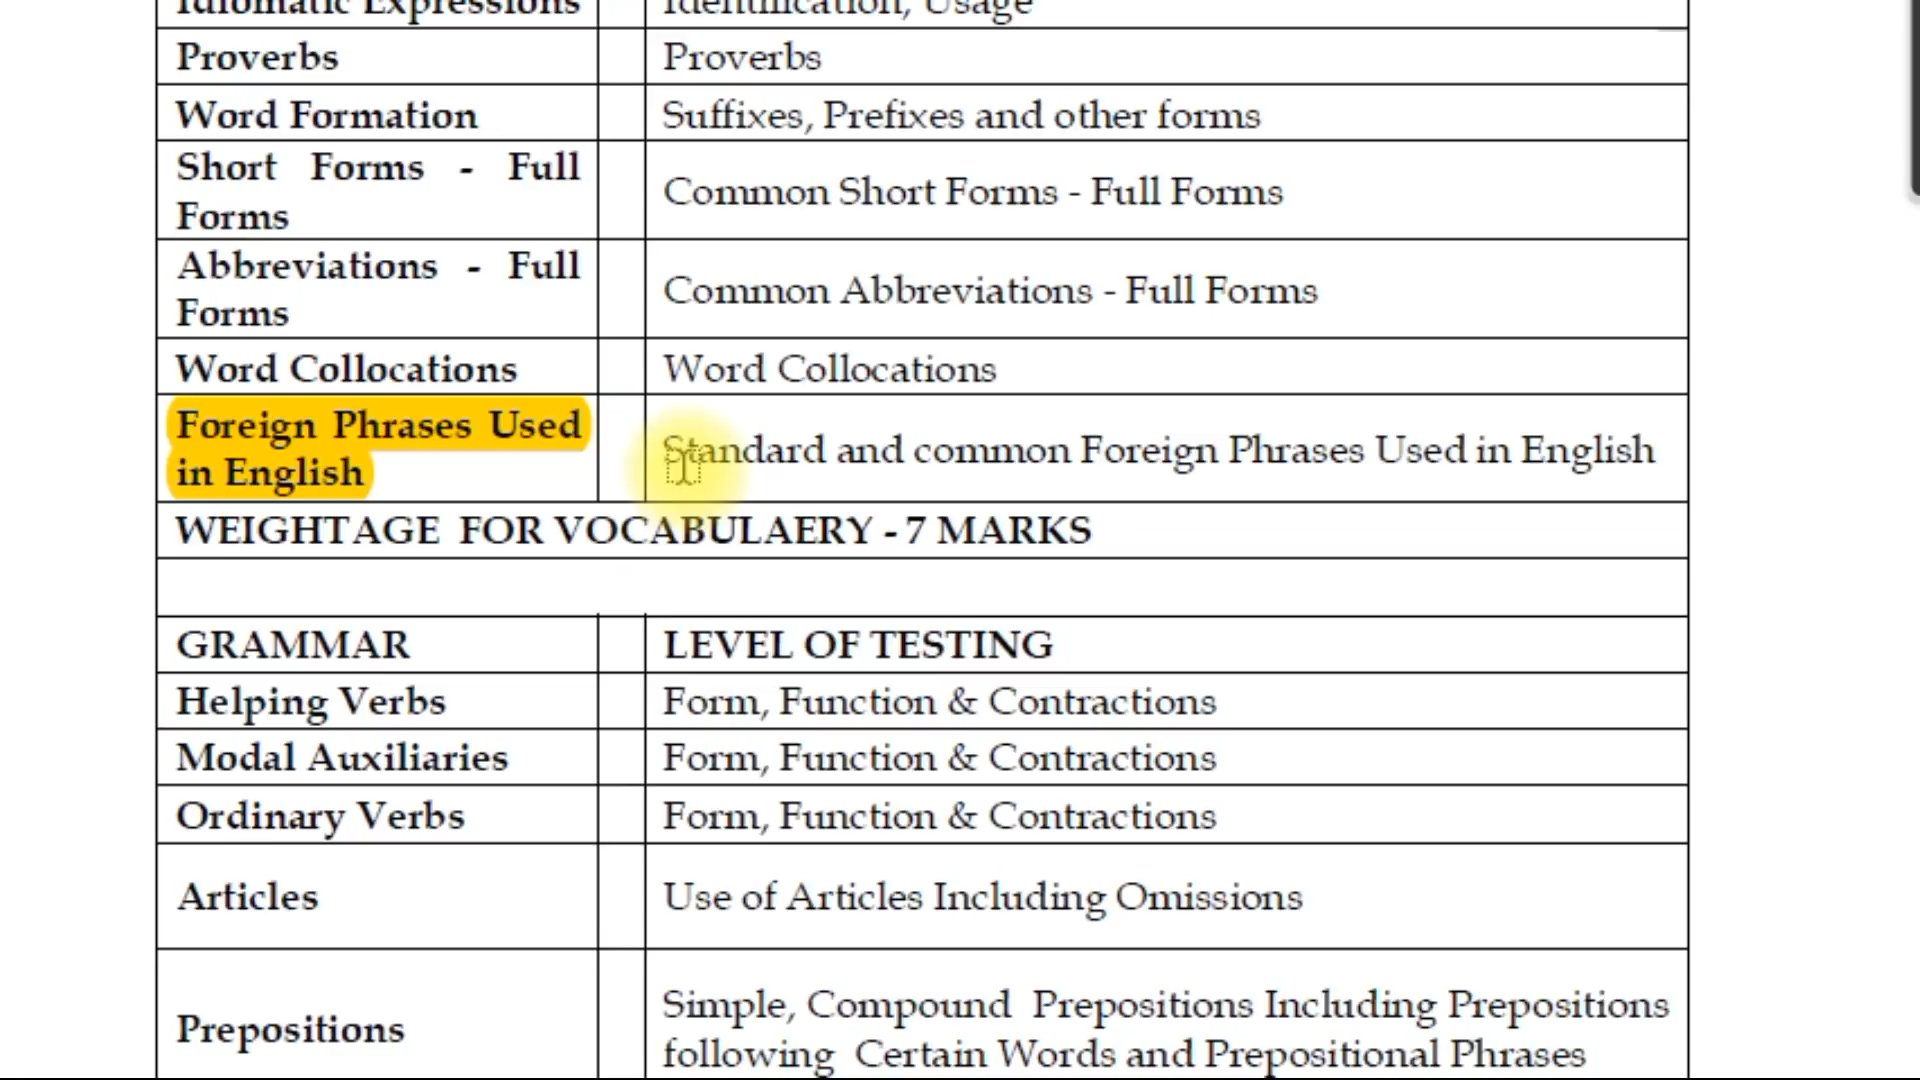 Idiomatic Expressions Identification, Usage
Proverbs Proverbs
Word Formation Suffixes, Prefixes and other forms
Short Forms - Full
Forms
Common Short Forms - Full Forms
Abbreviations - Full
Forms
Common Abbreviations - Full Forms
Word Collocations Word Collocations
Foreign Phrases Used
in English
Standard and common Foreign Phrases Used in English
WEIGHTAGE FOR VOCABULAERY - 7 MARKS
GRAMMAR LEVEL OF TESTING
Helping Verbs Form, Function & Contractions
Modal Auxiliaries Form, Function & Contractions
Ordinary Verbs Form, Function & Contractions
Articles Use of Articles Including Omissions
Prepositions
Simple, Compound Prepositions Including Prepositions
following Certain Words and Prepositional Phrases